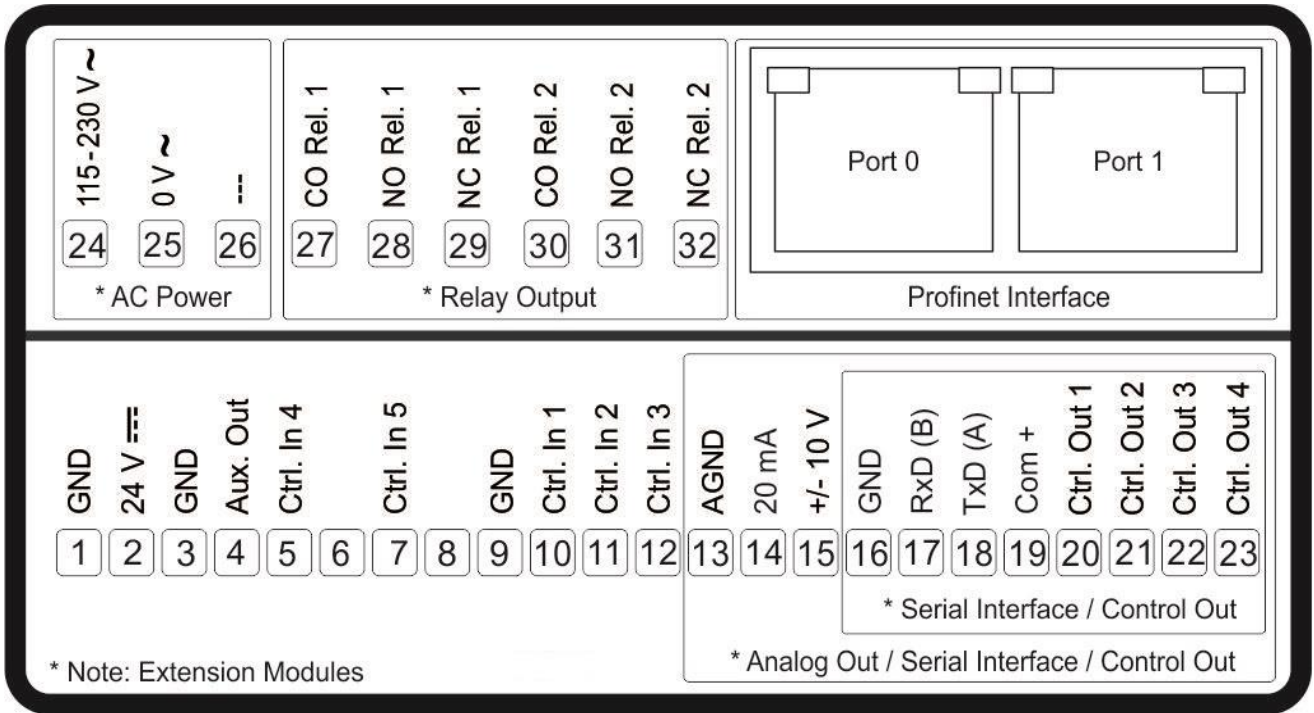 115-230 V ~
0 V ~
---
CO Rel. 1
NO Rel. 1
NC Rel. 1
CO Rel. 2
NO Rel. 2
NC Rel. 2
Port 0
Port 1
24 25 26 27 28 29 30 31 32
* AC Power
* Relay Output
Profinet Interface
GND
24 V ⎓
GND
Aux. Out
Ctrl. In 4
Ctrl. In 5
GND
Ctrl. In 1
Ctrl. In 2
Ctrl. In 3
AGND
20 mA
+/- 10 V
GND
RxD (B)
TxD (A)
Com +
Ctrl. Out 1
Ctrl. Out 2
Ctrl. Out 3
Ctrl. Out 4
1 2 3 4 5 6 7 8 9 10 11 12 13 14 15 16 17 18 19 20 21 22 23
* Serial Interface / Control Out
* Analog Out / Serial Interface / Control Out
* Note: Extension Modules